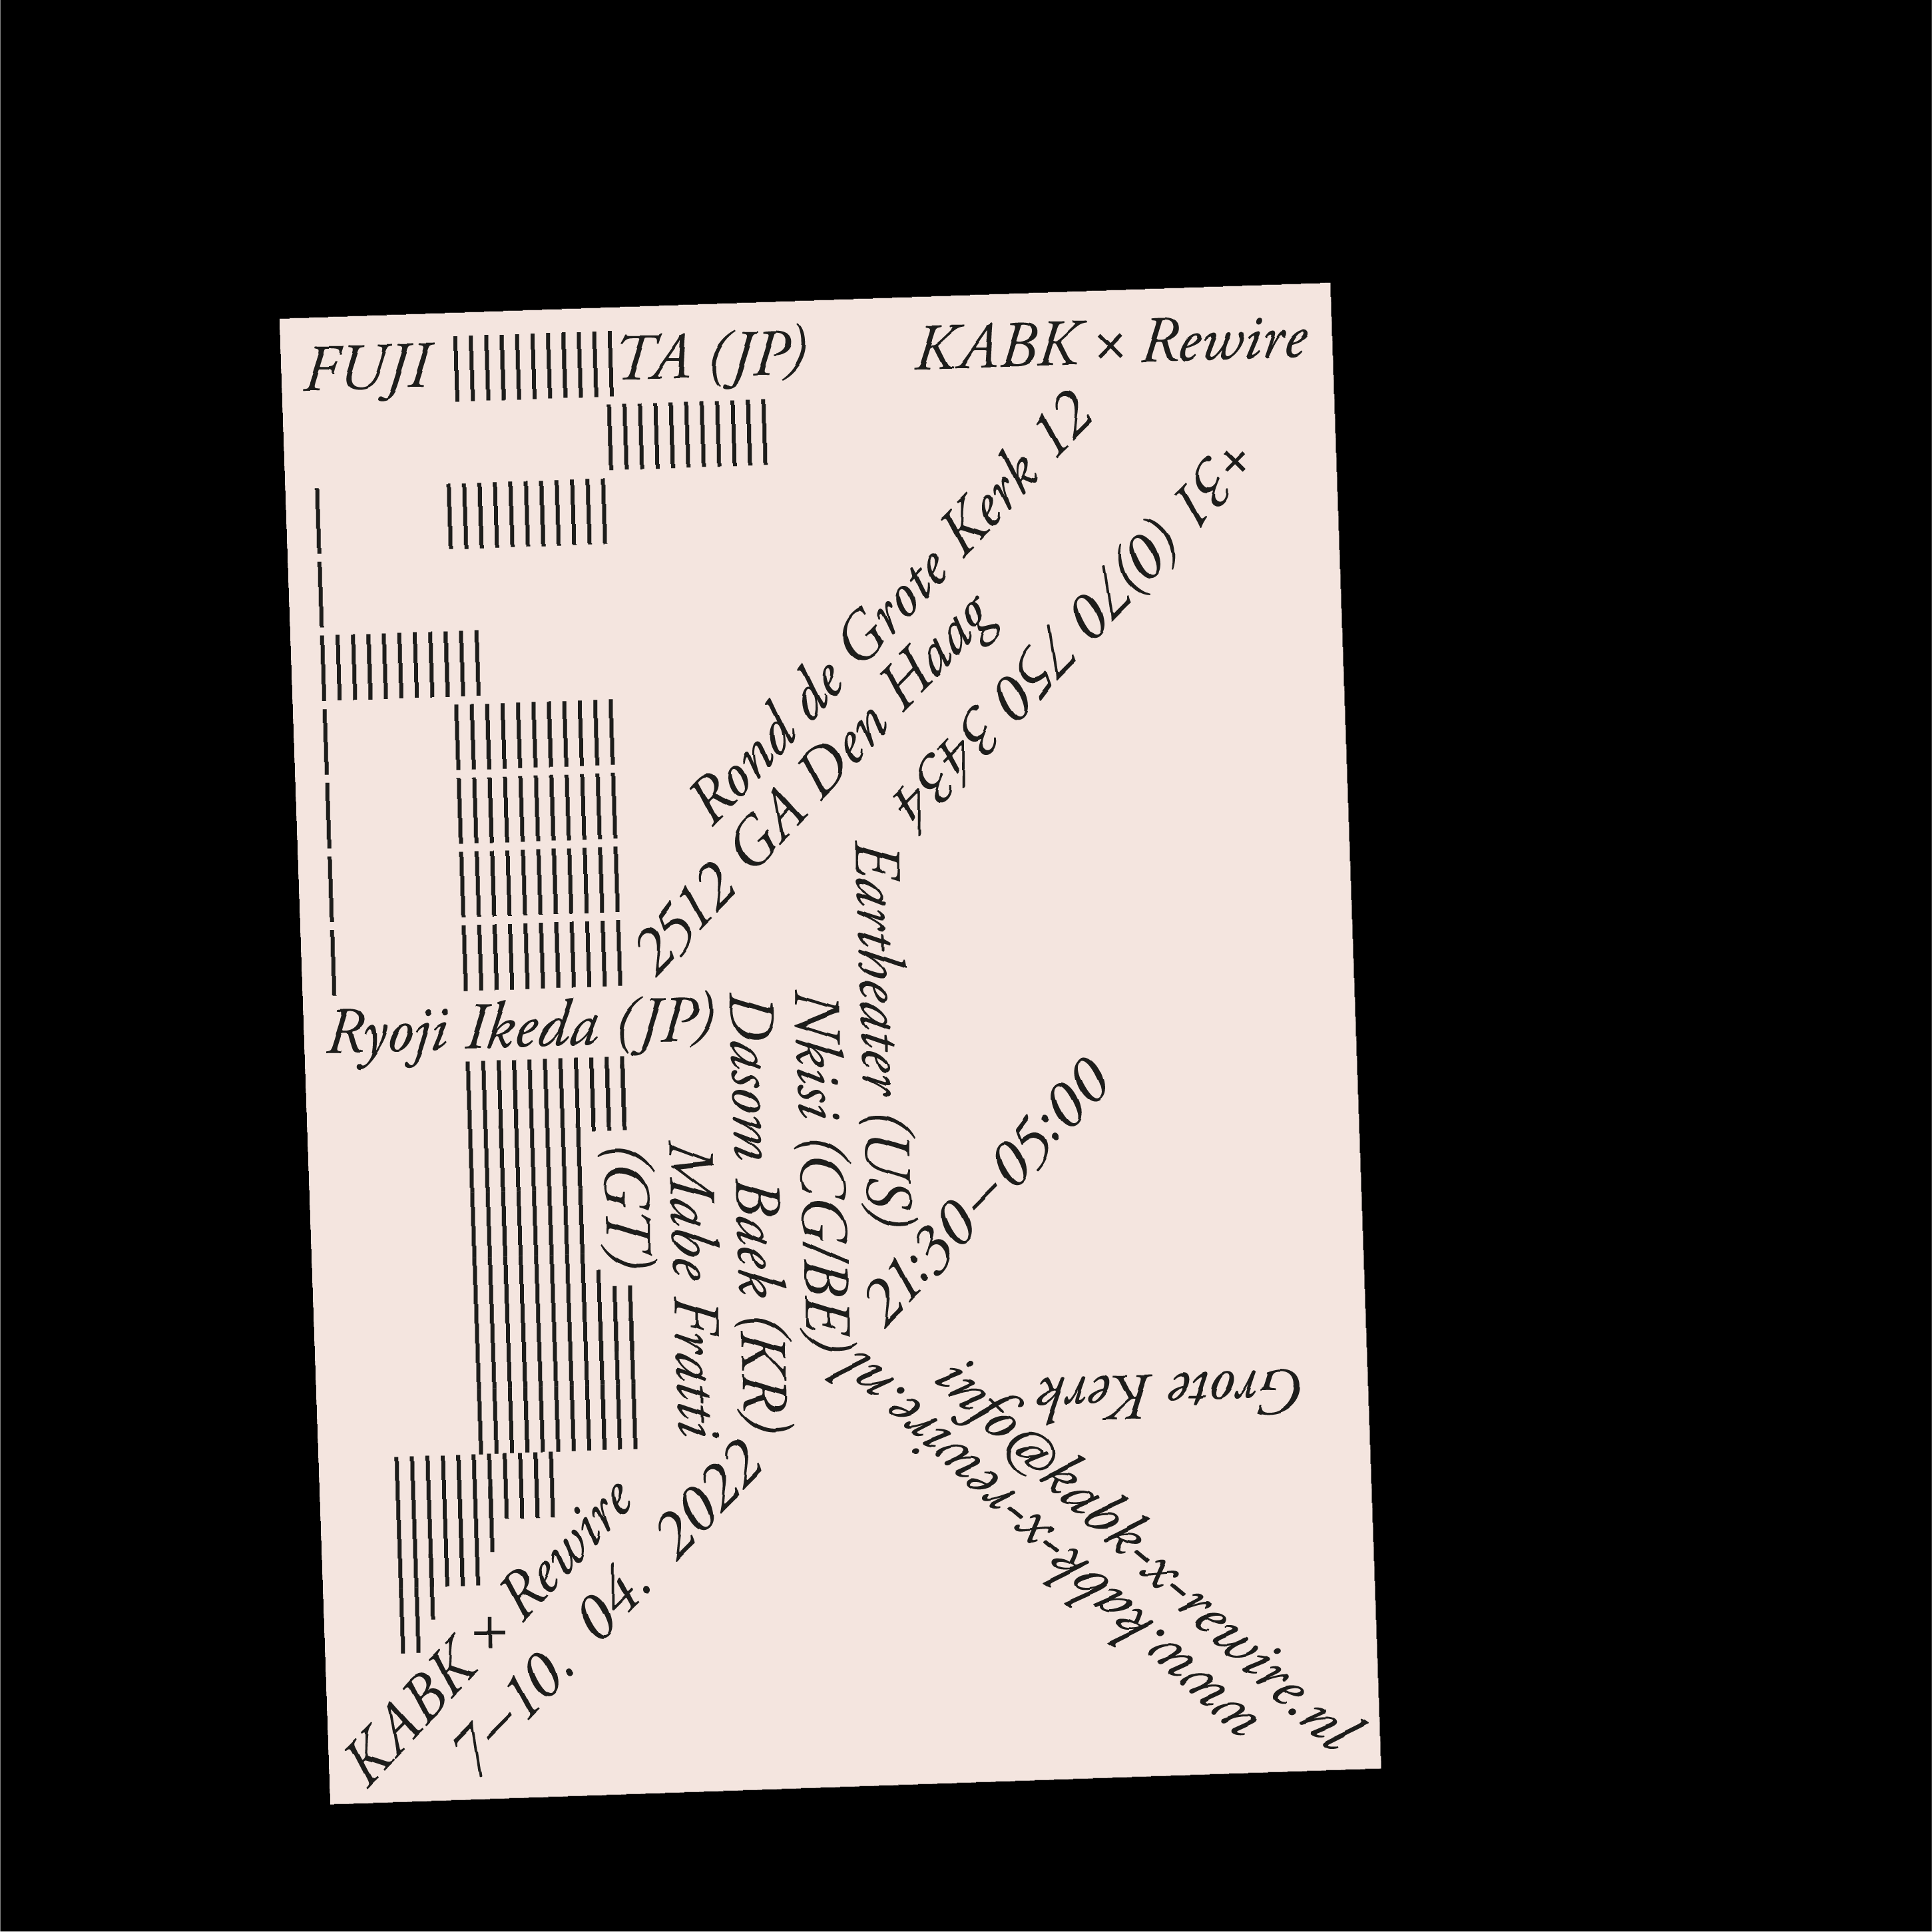 FUJI||||||||||||TA (JP)
KABK × Rewire
Rond de Grote Kerk 12
2512 GA Den Haag
+31 (0)70 750 3434
Ryoji Ikeda (JP)
Eartheater (US)
Nkisi (CG/BE)
Dasom Baek (KR)
Mabe Fratti
(GT)
21:30–05:00
Grote Kerk
info@kabk-x-rewire.nl
www.kabk-x-rewire.nl
KABK + Rewire
7–10. 04. 2022